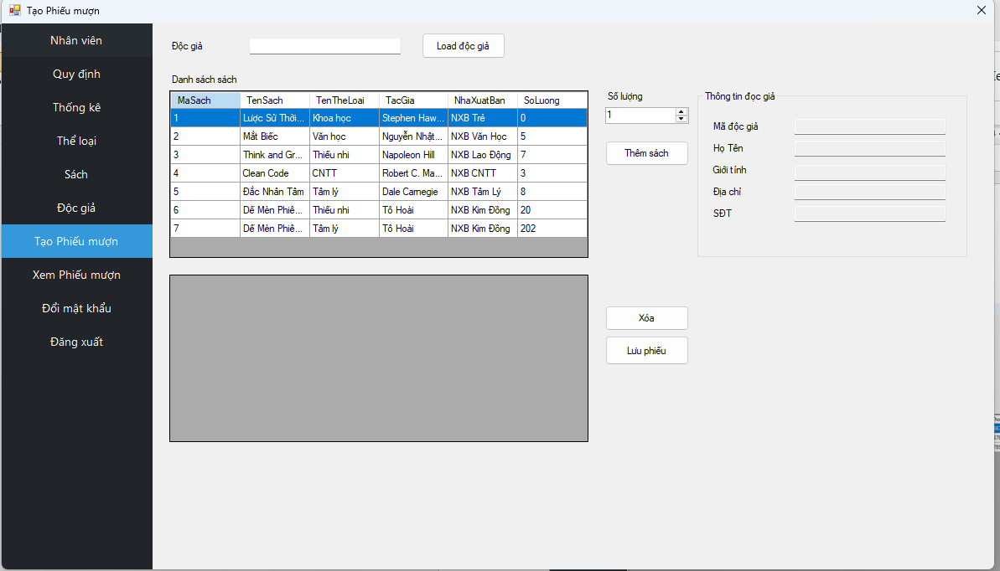 Tạo Phiếu mượn
Nhân viên
Quy định
Thống kê
Thể loại
Sách
Độc giả
Tạo Phiếu mượn
Xem Phiếu mượn
Đổi mật khẩu
Đăng xuất
Độc giả
Load độc giả
Danh sách sách
MaSach TenSach TenTheLoai TacGia NhaXuatBan SoLuong
1 Lược Sử Thời... Khoa học Stephen Haw... NXB Trẻ 0
2 Mắt Biếc Văn học Nguyễn Nhật... NXB Văn Học 5
3 Think and Gr... Thiếu nhi Napoleon Hill NXB Lao Động 7
4 Clean Code CNTT Robert C. Ma... NXB CNTT 3
5 Đắc Nhân Tâm Tâm lý Dale Carnegie NXB Tâm Lý 8
6 Dế Mèn Phiê... Thiếu nhi Tô Hoài NXB Kim Đồng 20
7 Dế Mèn Phiê... Tâm lý Tô Hoài NXB Kim Đồng 202
Số lượng
1
Thêm sách
Thông tin đọc giả
Mã độc giả
Họ Tên
Giới tính
Địa chỉ
SĐT
Xóa
Lưu phiếu